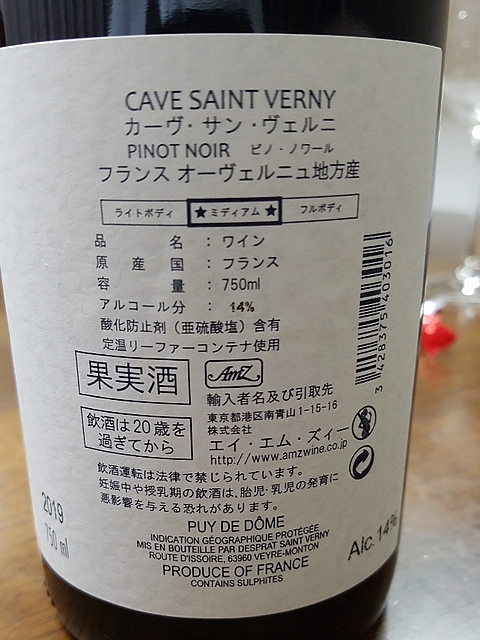 CAVE SAINT VERNY
カーヴ・サン・ヴェルニ
PINOT NOIR ピノ・ノワール
フランス オーヴェルニュ地方産
ライトボディ ★ミディアム★ フルボディ
品名：ワイン
原産国：フランス
容量：750ml
アルコール分：14%
酸化防止剤（亜硫酸塩）含有
定温リーファーコンテナ使用
果実酒
AmZ
飲酒は20歳を
過ぎてから
輸入者名及び引取先
東京都港区南青山1-15-16
株式会社
エイ・エム・ズィー
http://www.amzwine.co.jp
飲酒運転は法律で禁じられています。
妊娠中や授乳期の飲酒は、胎児・乳児の発育に
悪影響を与える恐れがあります。
3 428375 403016
2019
750 ml
PUY DE DÔME
INDICATION GÉOGRAPHIQUE PROTÉGÉE
MIS EN BOUTEILLE PAR DESPRAT SAINT VERNY
ROUTE D'ISSOIRE, 63960 VEYRE-MONTON
PRODUCE OF FRANCE
CONTAINS SULPHITES
Alc. 14%